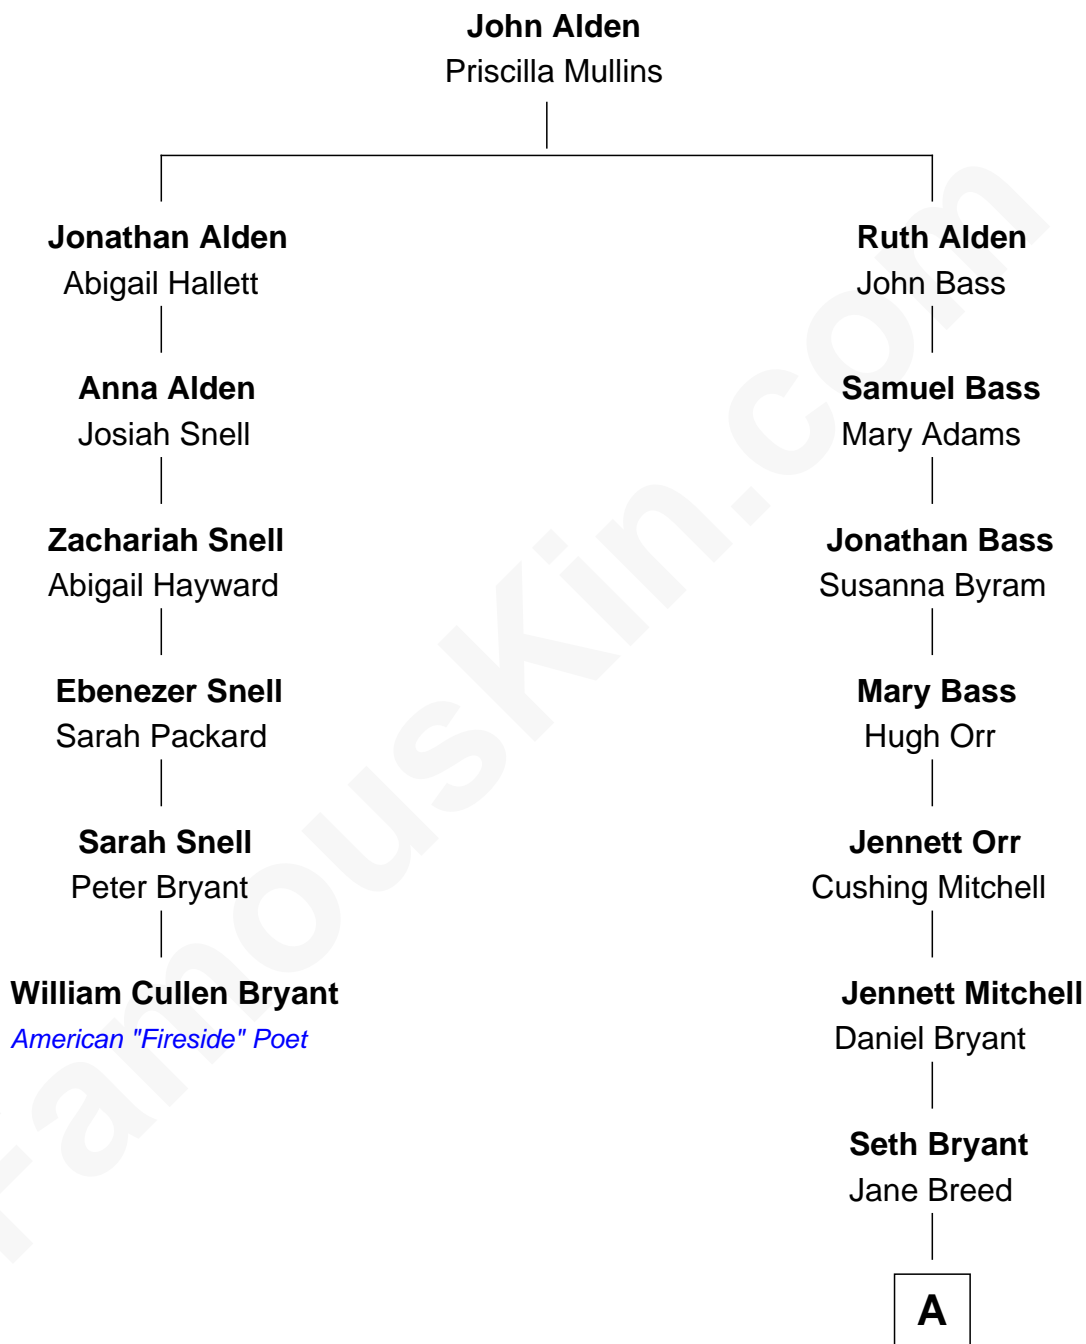 John Alden
Priscilla Mullins
Jonathan Alden
Abigail Hallett
Ruth Alden
John Bass
Anna Alden
Josiah Snell
Samuel Bass
Mary Adams
Zachariah Snell
Abigail Hayward
Jonathan Bass
Susanna Byram
Ebenezer Snell
Sarah Packard
Mary Bass
Hugh Orr
Sarah Snell
Peter Bryant
Jennett Orr
Cushing Mitchell
William Cullen Bryant
American "Fireside" Poet
Jennett Mitchell
Daniel Bryant
Seth Bryant
Jane Breed
A
FamousKin.com